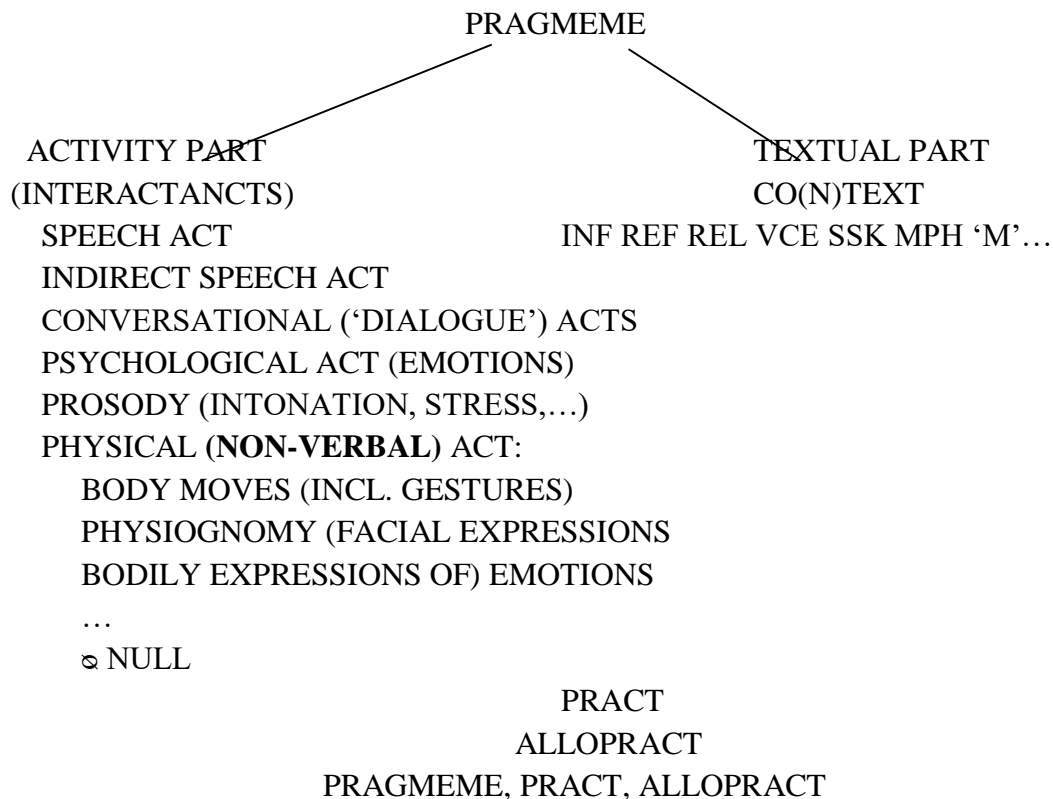 PRAGMEME
ACTIVITY PART TEXTUAL PART
(INTERACTANCTS) CO(N)TEXT
SPEECH ACT INF REF REL VCE SSK MPH ‘M’…
INDIRECT SPEECH ACT
CONVERSATIONAL (‘DIALOGUE’) ACTS
PSYCHOLOGICAL ACT (EMOTIONS)
PROSODY (INTONATION, STRESS,…)
PHYSICAL (NON-VERBAL) ACT:
BODY MOVES (INCL. GESTURES)
PHYSIOGNOMY (FACIAL EXPRESSIONS
BODILY EXPRESSIONS OF) EMOTIONS
…
ⱺ NULL
PRACT
ALLOPRACT
PRAGMEME, PRACT, ALLOPRACT